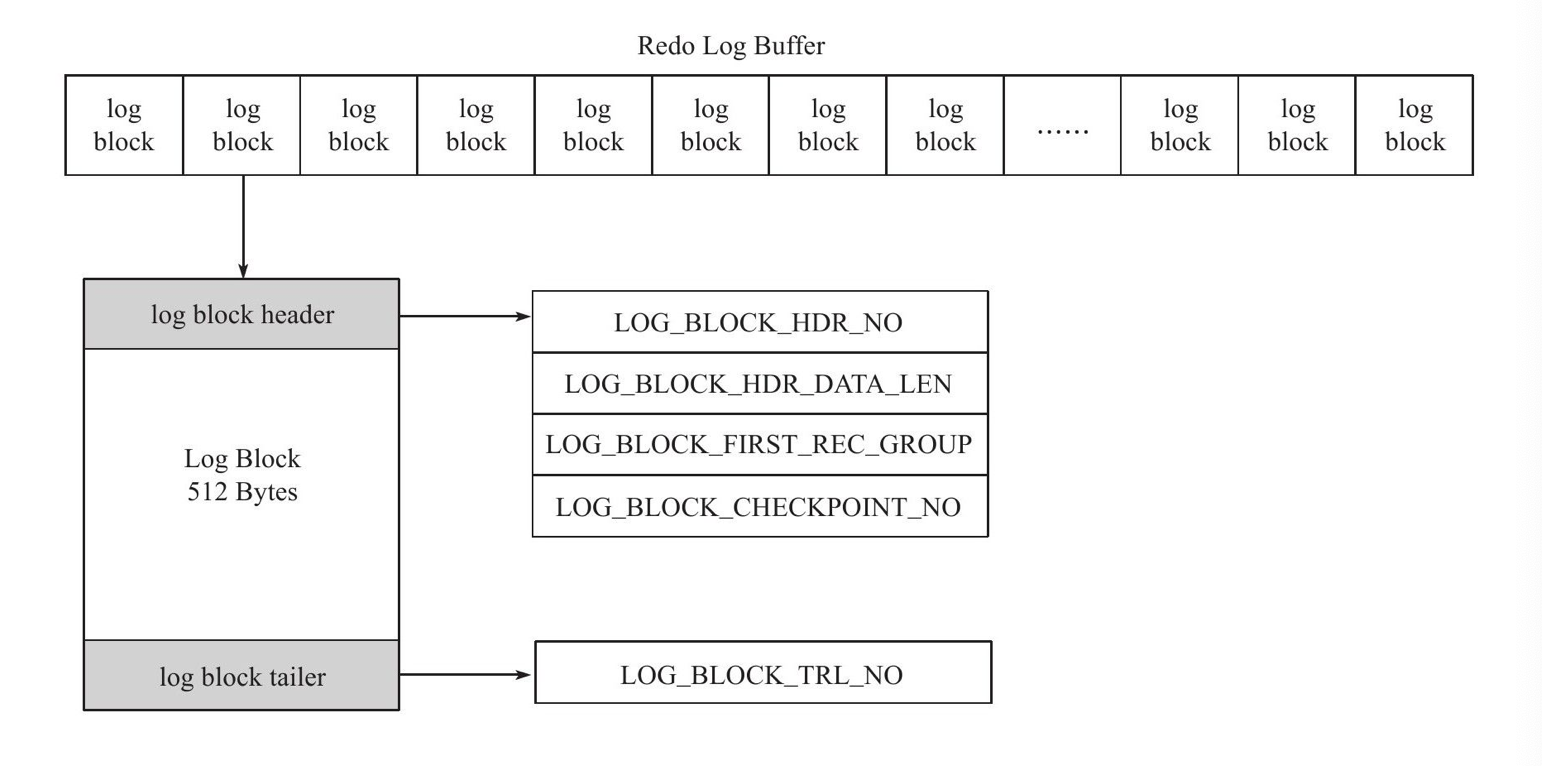 Redo Log Buffer
log log log log log log log log log log log
block block block block block block block block ...... block block block
log block header
LOG_BLOCK_HDR_NO
LOG_BLOCK_HDR_DATA_LEN
LOG_BLOCK_FIRST_REC_GROUP
Log Block
512 Bytes
LOG_BLOCK_CHECKPOINT_NO
log block tailer
LOG_BLOCK_TRL_NO